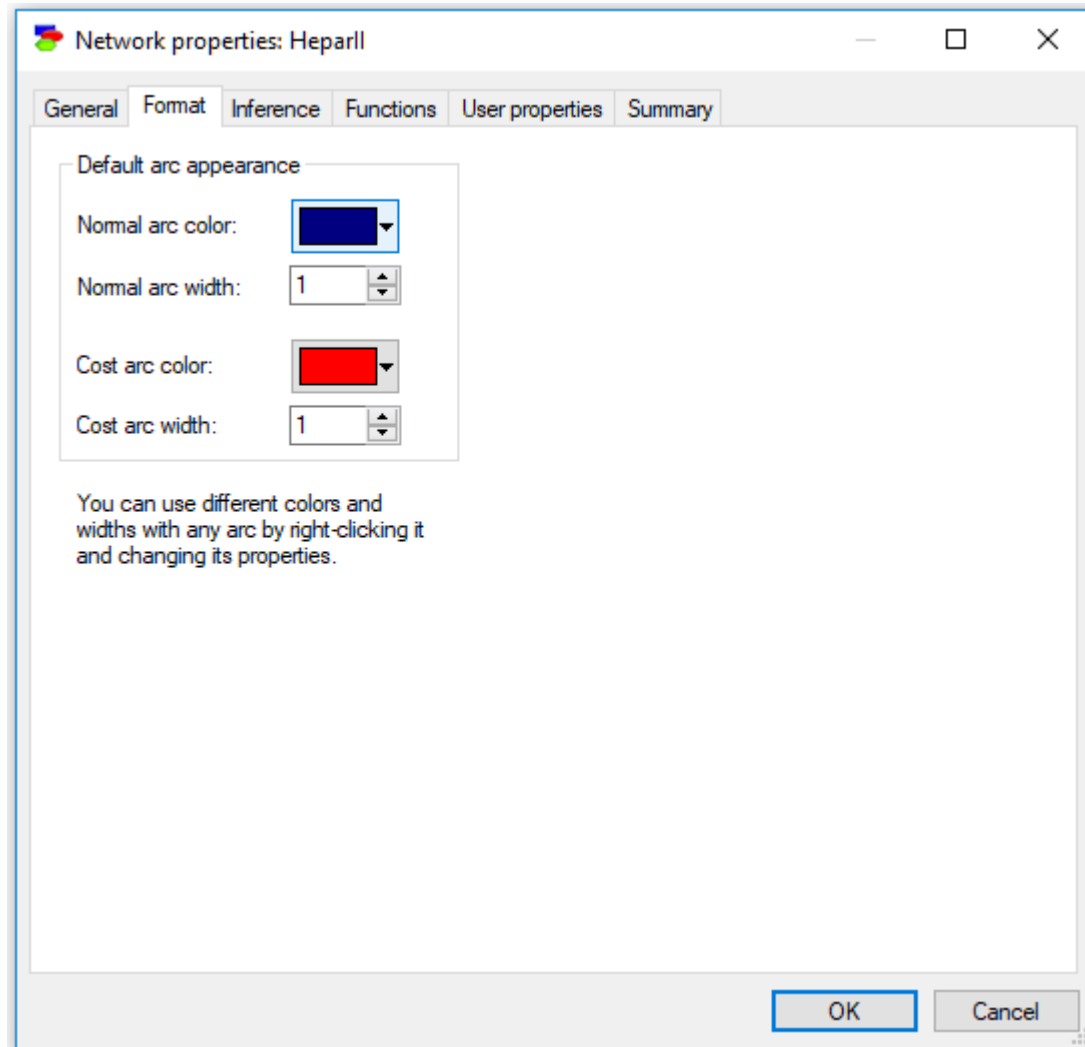 Network properties: HeparII
General Format Inference Functions User properties Summary
Default arc appearance
Normal arc color:
Normal arc width: 1
Cost arc color:
Cost arc width: 1
You can use different colors and
widths with any arc by right-clicking it
and changing its properties.
OK Cancel